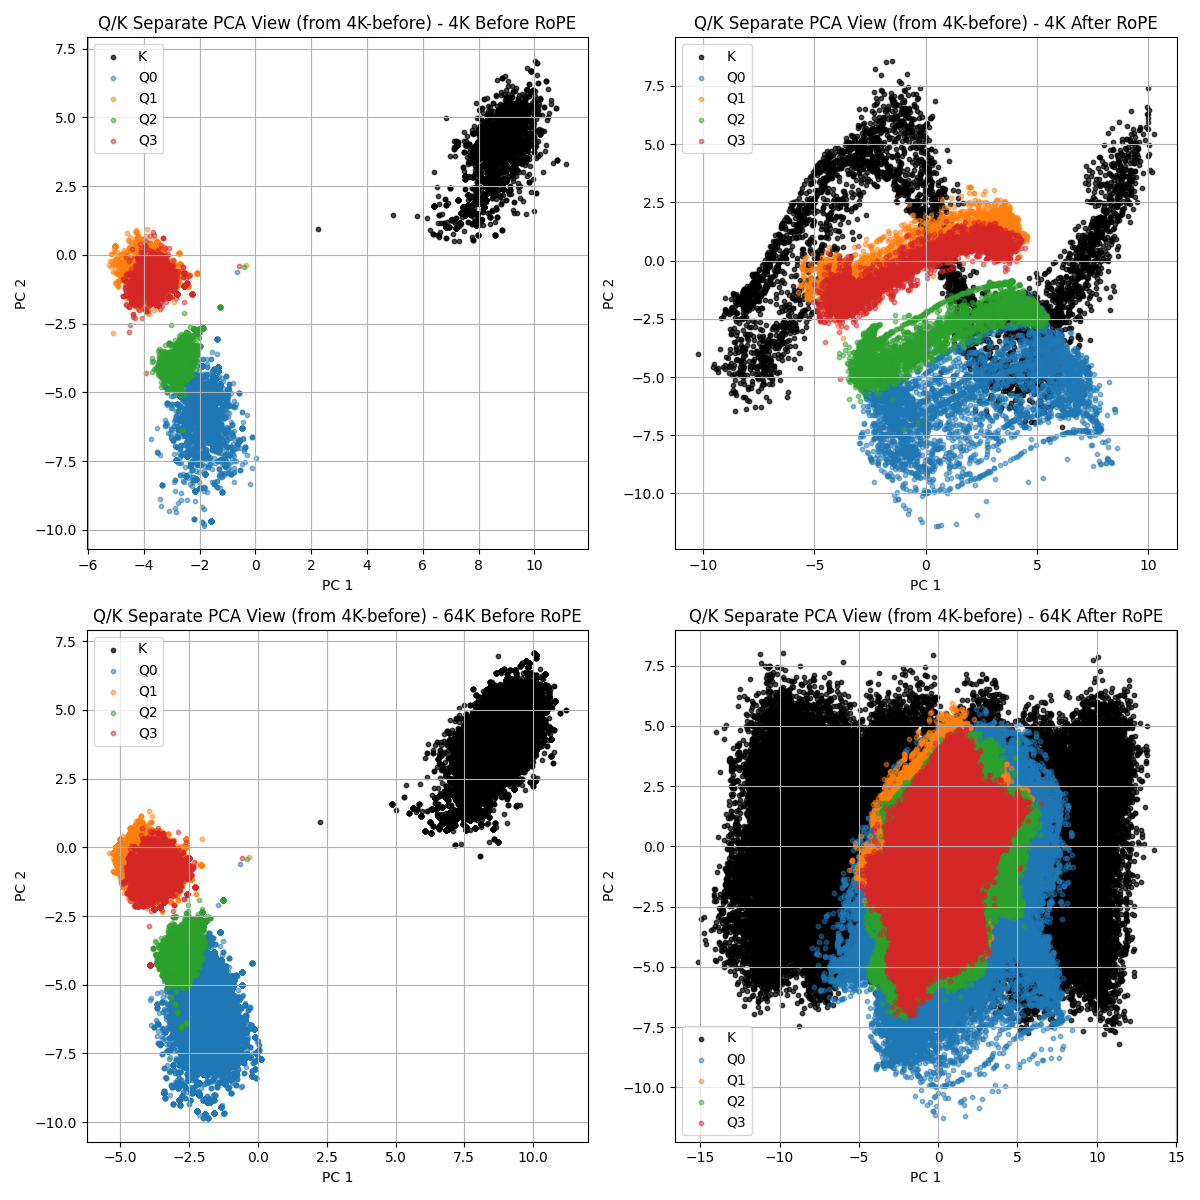 Q/K Separate PCA View (from 4K-before) - 4K Before RoPE
7.5
5.0
2.5
0.0
−2.5
−5.0
−7.5
−10.0
PC 2
K
Q0
Q1
Q2
Q3
−6
−4
−2
0
2
4
6
8
10
PC 1
Q/K Separate PCA View (from 4K-before) - 4K After RoPE
7.5
5.0
2.5
0.0
−2.5
−5.0
−7.5
−10.0
PC 2
K
Q0
Q1
Q2
Q3
−10
−5
0
5
10
PC 1
Q/K Separate PCA View (from 4K-before) - 64K Before RoPE
7.5
5.0
2.5
0.0
−2.5
−5.0
−7.5
−10.0
PC 2
K
Q0
Q1
Q2
Q3
−5.0
−2.5
0.0
2.5
5.0
7.5
10.0
PC 1
Q/K Separate PCA View (from 4K-before) - 64K After RoPE
7.5
5.0
2.5
0.0
−2.5
−5.0
−7.5
−10.0
PC 2
K
Q0
Q1
Q2
Q3
−15
−10
−5
0
5
10
15
PC 1